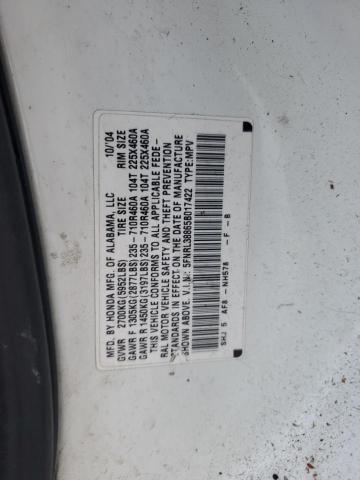 MFD. BY HONDA MFG. OF ALABAMA, LLC 10/'04
GVWR 2700KG(5952LBS) TIRE SIZE RIM SIZE
GAWR F 1305KG(2877LBS)235-710R460A 104T 225X460A
GAWR R 1450KG(3197LBS)235-710R460A 104T 225X460A
THIS VEHICLE CONFORMS TO ALL APPLICABLE FEDE-
RAL MOTOR VEHICLE SAFETY AND THEFT PREVENTION
STANDARDS IN EFFECT ON THE DATE OF MANUFACTURE
SHOWN ABOVE. V.I.N.: 5FNRL38865B017422 TYPE:MPV
SHJ 5 AF8 -NH578 -F -B